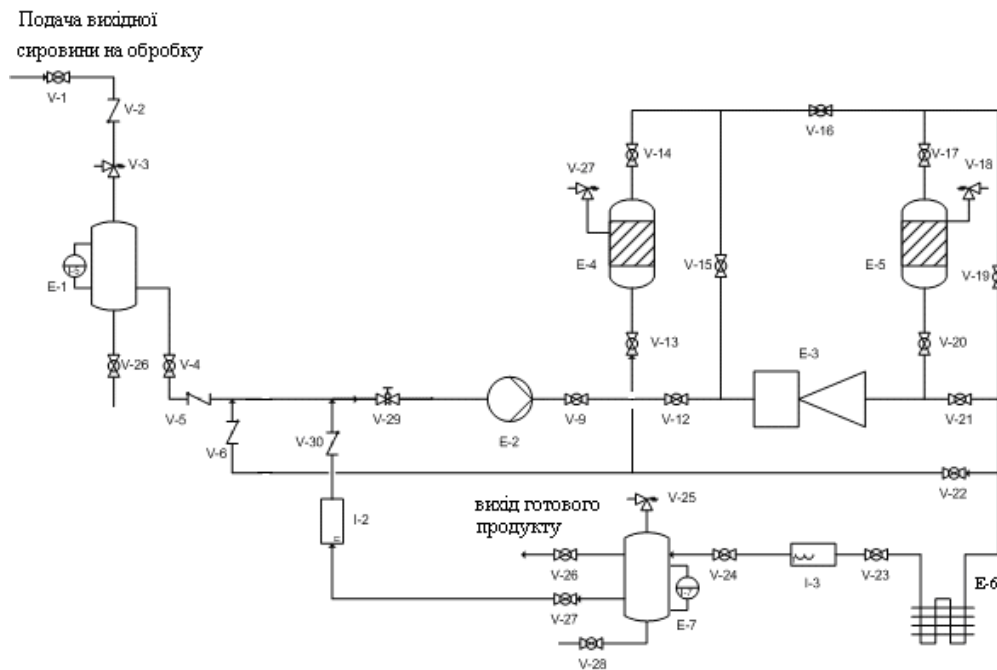 Подача вихідної
сировини на обробку
V-1
V-2
V-3
V-16
V-14
V-27
V-17
V-18
E-4
V-15
E-5
V-19
E-1
V-26
V-4
V-13
E-3
V-20
V-5
V-29
E-2
V-9
V-12
V-21
V-6
V-30
V-22
вихід готового
продукту
V-25
I-2
V-26
V-24
I-3
V-23
E-6
V-27
E-7
V-28